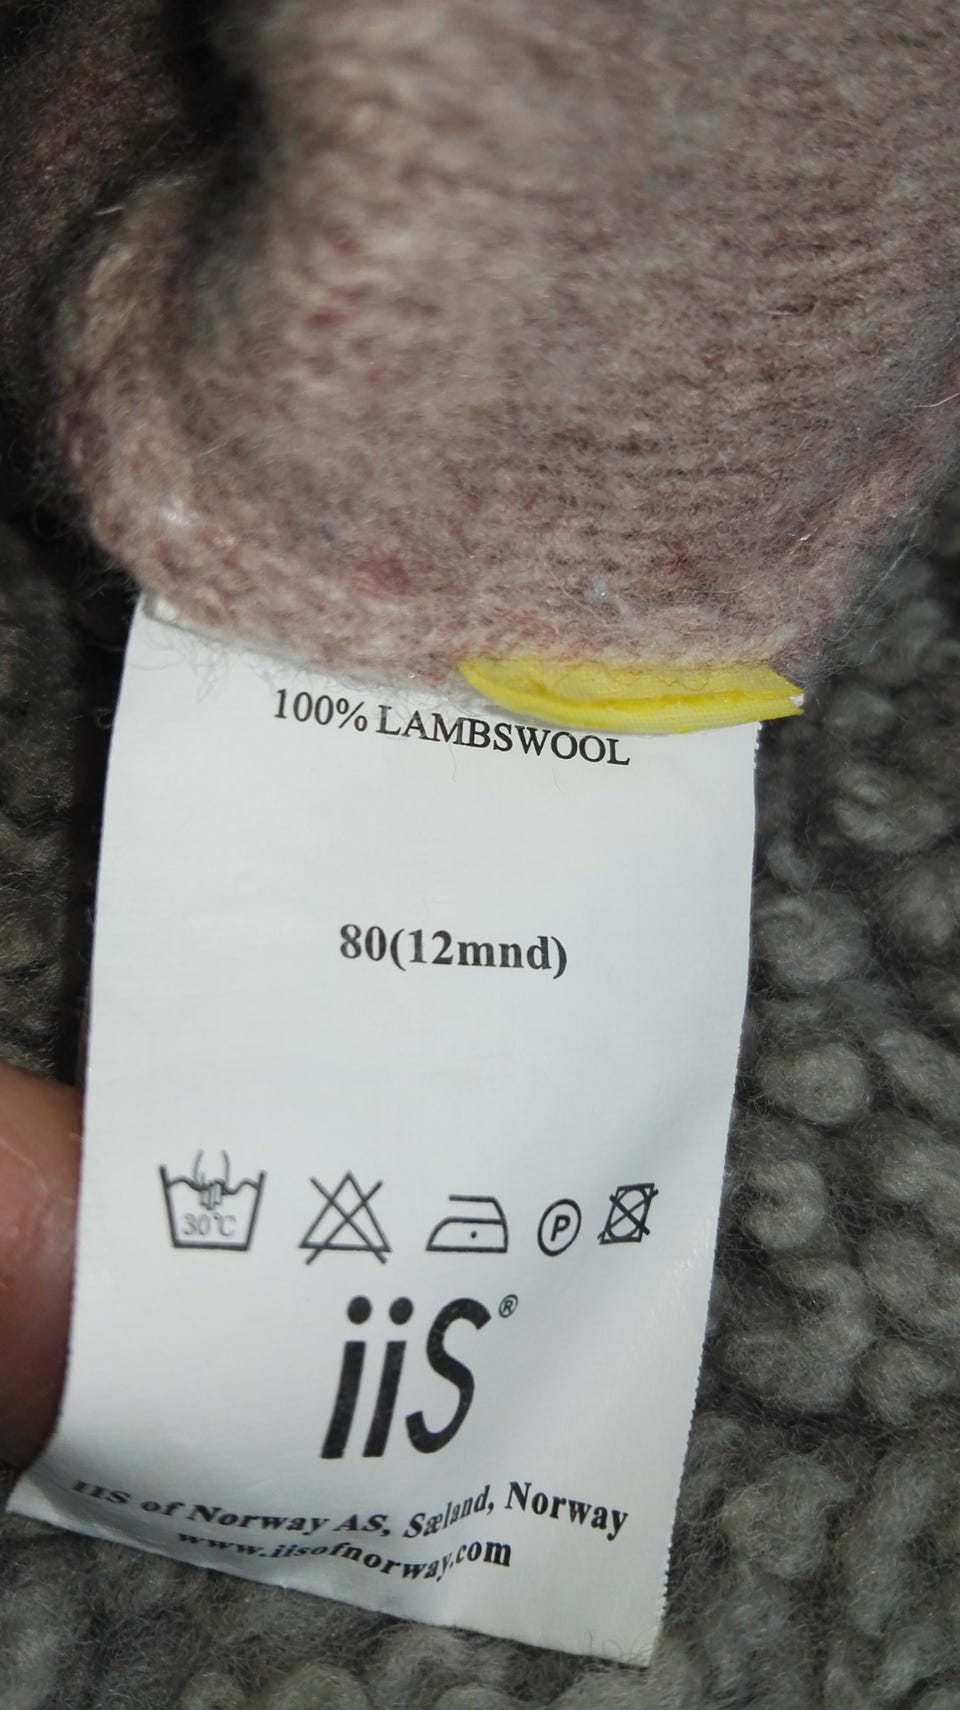 100% LAMBSWOOL
80(12mnd)
30°C
P
iiS®
IIS of Norway AS, Sæland, Norway
www.iisofnorway.com